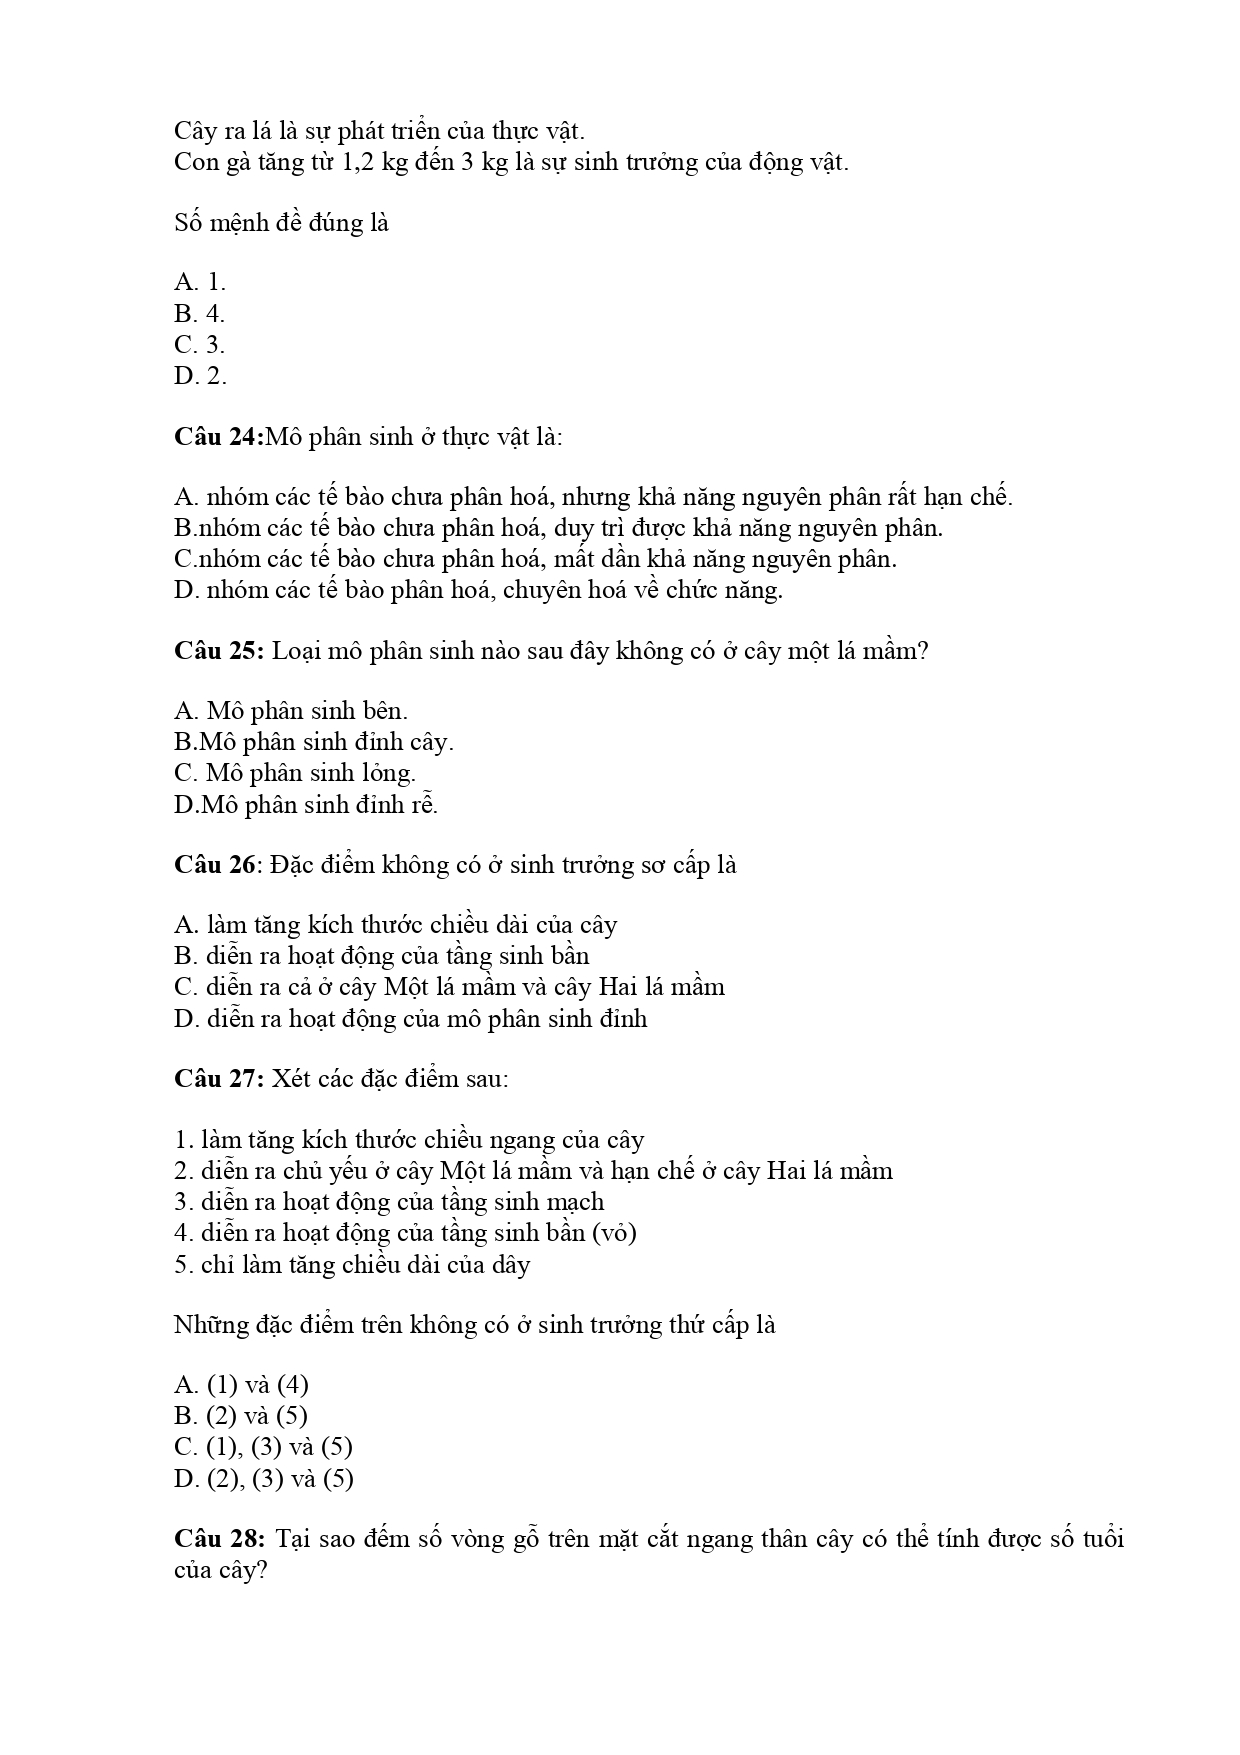 Cây ra lá là sự phát triển của thực vật.
Con gà tăng từ 1,2 kg đến 3 kg là sự sinh trưởng của động vật.
Số mệnh đề đúng là
A. 1.
B. 4.
C. 3.
D. 2.
Câu 24:Mô phân sinh ở thực vật là:
A. nhóm các tế bào chưa phân hoá, nhưng khả năng nguyên phân rất hạn chế.
B.nhóm các tế bào chưa phân hoá, duy trì được khả năng nguyên phân.
C.nhóm các tế bào chưa phân hoá, mất dần khả năng nguyên phân.
D. nhóm các tế bào phân hoá, chuyên hoá về chức năng.
Câu 25: Loại mô phân sinh nào sau đây không có ở cây một lá mầm?
A. Mô phân sinh bên.
B.Mô phân sinh đỉnh cây.
C. Mô phân sinh lỏng.
D.Mô phân sinh đỉnh rễ.
Câu 26: Đặc điểm không có ở sinh trưởng sơ cấp là
A. làm tăng kích thước chiều dài của cây
B. diễn ra hoạt động của tầng sinh bần
C. diễn ra cả ở cây Một lá mầm và cây Hai lá mầm
D. diễn ra hoạt động của mô phân sinh đỉnh
Câu 27: Xét các đặc điểm sau:
1. làm tăng kích thước chiều ngang của cây
2. diễn ra chủ yếu ở cây Một lá mầm và hạn chế ở cây Hai lá mầm
3. diễn ra hoạt động của tầng sinh mạch
4. diễn ra hoạt động của tầng sinh bần (vỏ)
5. chỉ làm tăng chiều dài của dây
Những đặc điểm trên không có ở sinh trưởng thứ cấp là
A. (1) và (4)
B. (2) và (5)
C. (1), (3) và (5)
D. (2), (3) và (5)
Câu 28: Tại sao đếm số vòng gỗ trên mặt cắt ngang thân cây có thể tính được số tuổi
của cây?